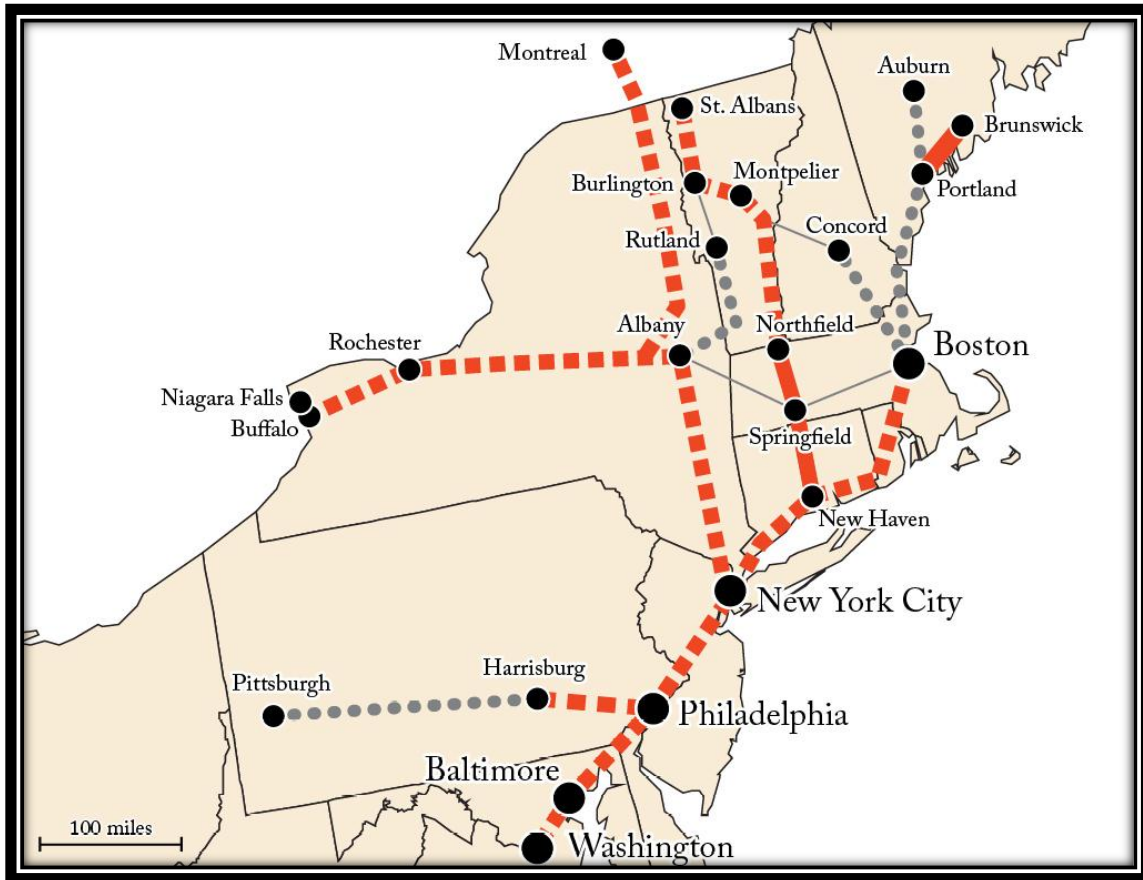 Montreal
Auburn
St. Albans
Brunswick
Burlington
Montpelier
Portland
Concord
Rutland
Albany
Northfield
Boston
Rochester
Niagara Falls
Buffalo
Springfield
New Haven
New York City
Harrisburg
Pittsburgh
Philadelphia
Baltimore
100 miles
Washington